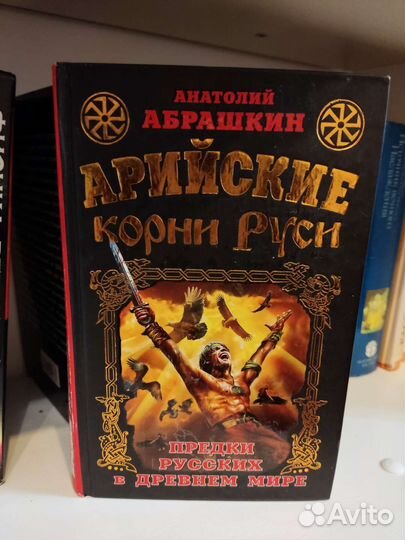 АНАТОЛИЙ
АБРАШКИН
АРИЙСКИЕ
корни Руси
ПРЕДКИ
РУССКИХ
В ДРЕВНЕМ МИРЕ
Avito